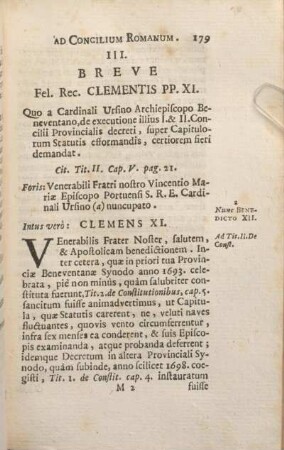 AD CONCILIUM ROMANUM. 179
III.
BREVE
Fel. Rec. CLEMENTIS PP. XI.
Quo a Cardinali Ursino Archiepiscopo Be-
neventano, de executione illius I. & II. Con-
cilii Provincialis decreti, super Capitulo-
rum Statutis efformandis, certiorem fieri
demandat.
Cit. Tit. II. Cap. V. pag. 21.
Foris: Venerabili Fratri nostro Vincentio Ma-
riæ Episcopo Portuensi S. R. E. Cardi-
nali Ursino (a) nuncupato.
a
Nunc BENE-
DICTO XII.
Intus verò: CLEMENS XI.
Ad Tit. II. De
Const.
VEnerabilis Frater Noster, salutem,
& Apostolicam benedictionem. In-
ter cetera, quæ in priori tua Provin-
ciæ Beneventanæ Synodo anno 1693. cele-
brata, piè non minùs, quàm salubriter con-
stituta fuerunt, Tit. 2. de Constitutionibus, cap. 5.
sancitum fuisse animadvertimus, ut Capitu-
la, quæ Statutis carerent, ne, veluti naves
fluctuantes, quovis vento circumferrentur,
infra sex menses ea conderent, & suis Episco-
pis examinanda, atque probanda deferrent;
idemque Decretum in altera Provinciali Sy-
nodo, quàm subinde, anno scilicet 1698. coe-
gisti, Tit. 1. de Constit. cap. 4. instauratum
M 2 fuisse